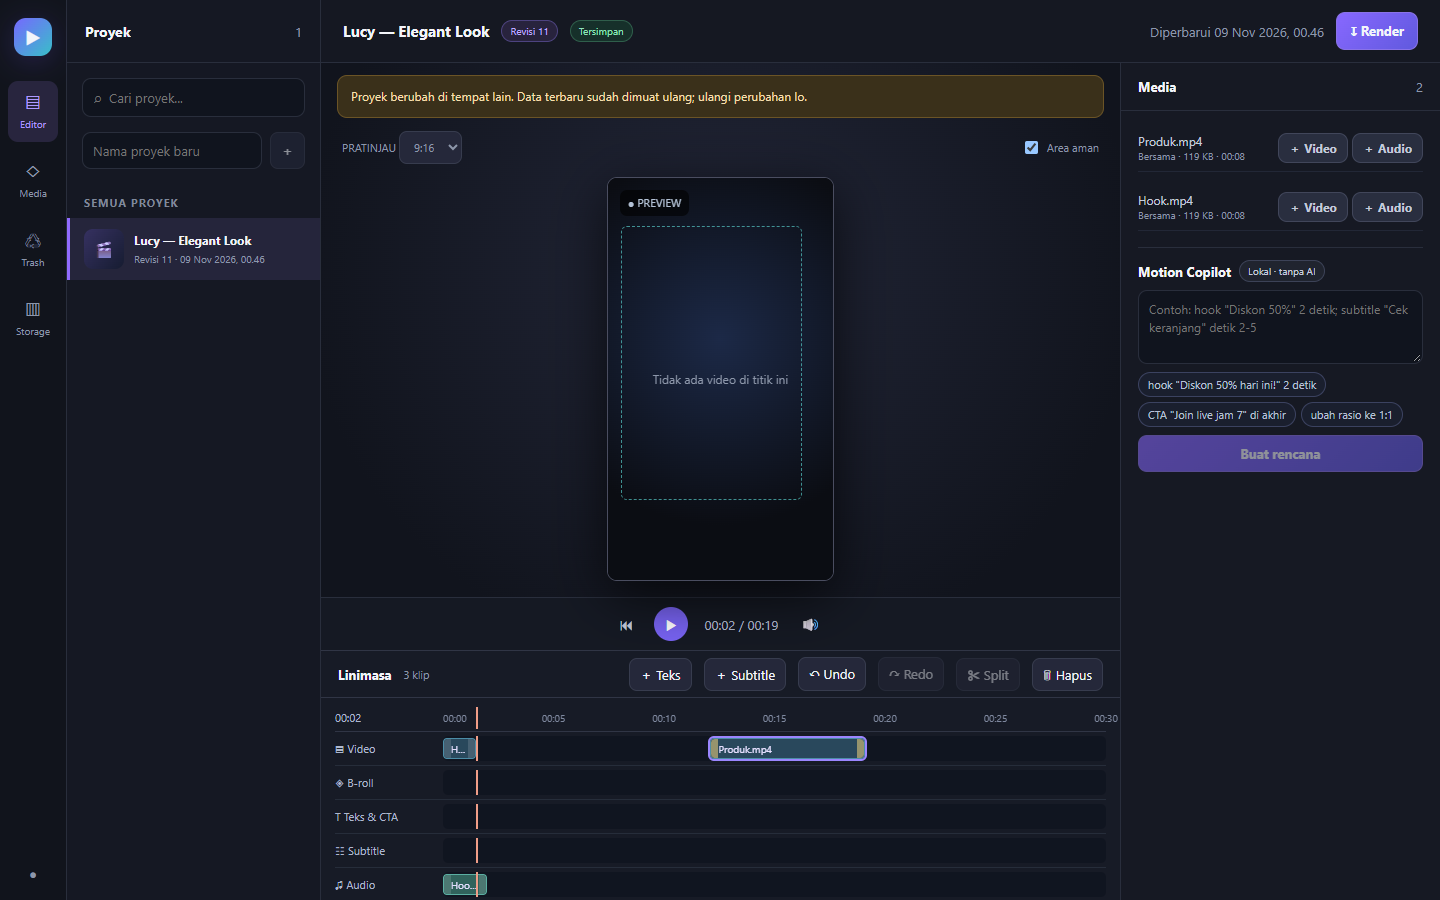 Editor
Media
Trash
Storage
Proyek
1
Cari proyek...
Nama proyek baru
+
SEMUA PROYEK
Lucy — Elegant Look
Revisi 11 · 09 Nov 2026, 00.46
Lucy — Elegant Look
Revisi 11
Tersimpan
Diperbarui 09 Nov 2026, 00.46
Render
Proyek berubah di tempat lain. Data terbaru sudah dimuat ulang; ulangi perubahan lo.
PRATINJAU
9:16
Area aman
PREVIEW
Tidak ada video di titik ini
00:02 / 00:19
Linimasa
3 klip
+ Teks
+ Subtitle
Undo
Redo
Split
Hapus
00:02
00:00
00:05
00:10
00:15
00:20
00:25
00:30
Video
H...
Produk.mp4
B-roll
T Teks & CTA
Subtitle
Audio
Hoo...
Media
2
Produk.mp4
Bersama · 119 KB · 00:08
+ Video
+ Audio
Hook.mp4
Bersama · 119 KB · 00:08
+ Video
+ Audio
Motion Copilot
Lokal · tanpa AI
Contoh: hook "Diskon 50%" 2 detik; subtitle "Cek
keranjang" detik 2-5
hook "Diskon 50% hari ini!" 2 detik
CTA "Join live jam 7" di akhir
ubah rasio ke 1:1
Buat rencana